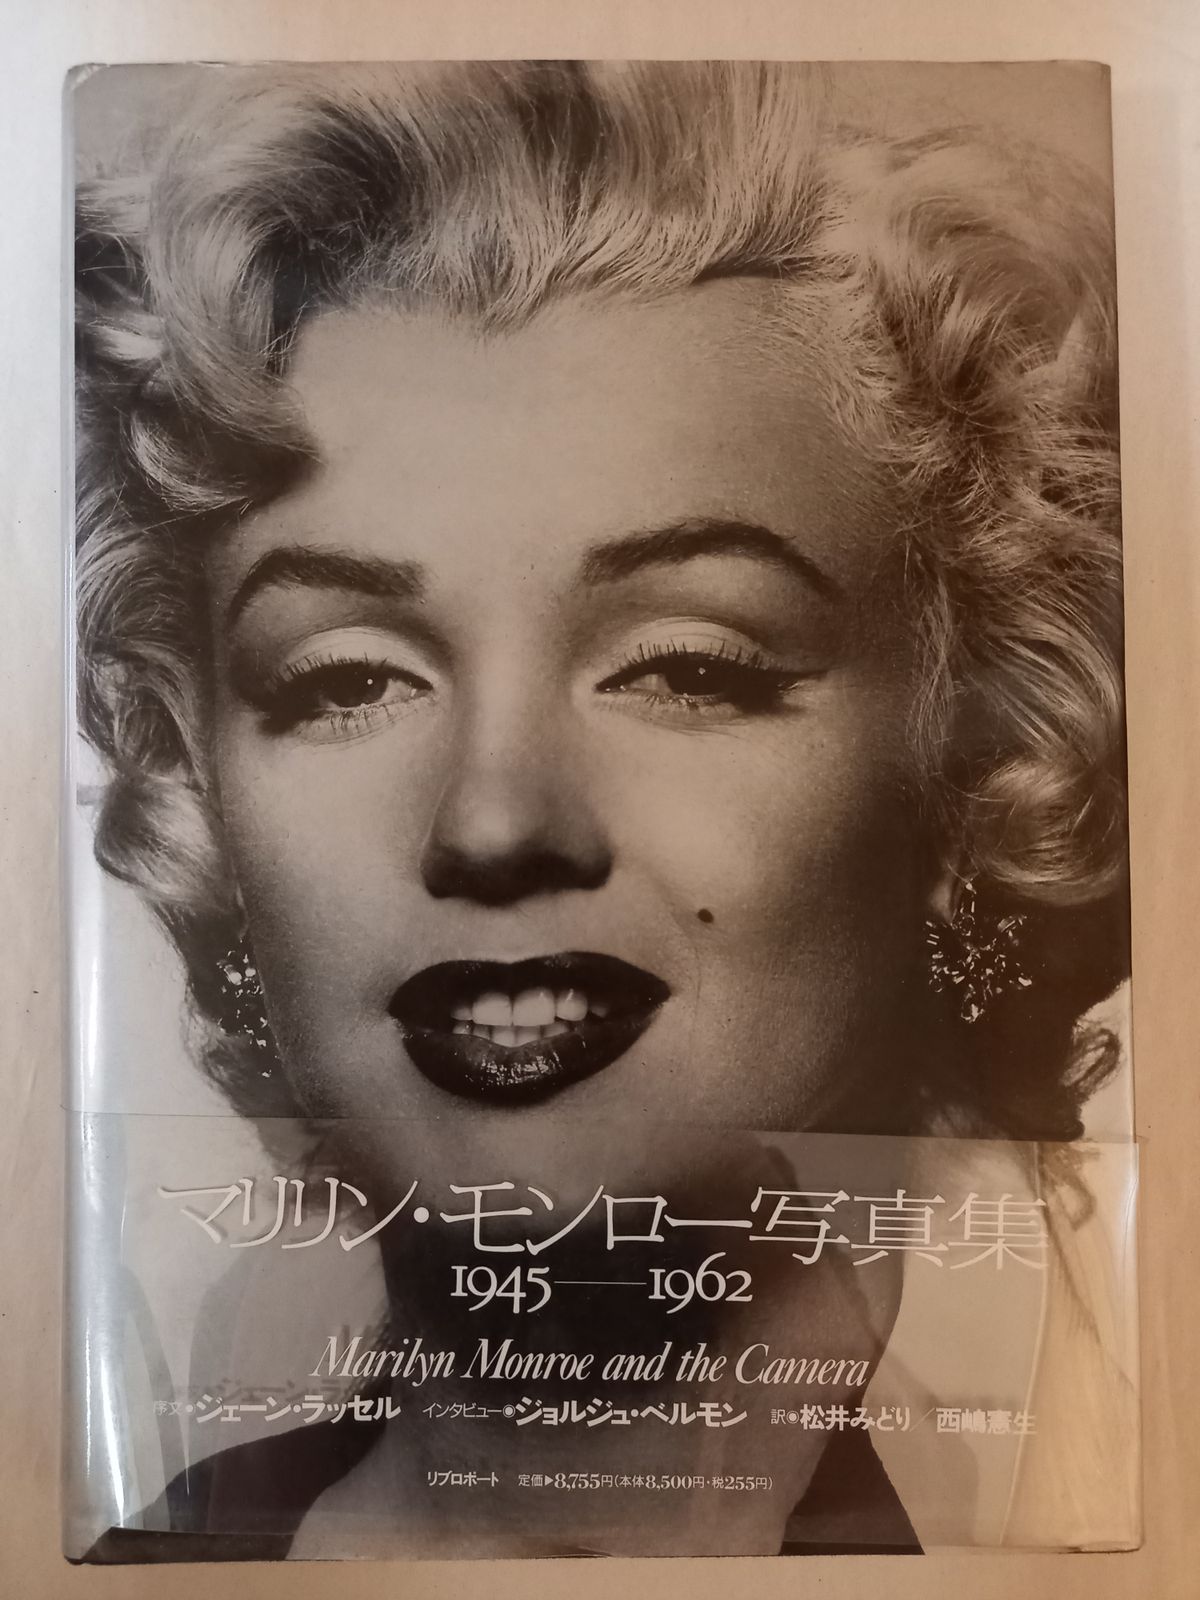 マリリン・モンロー写真集
1945—1962
Marilyn Monroe and the Camera
序文・ジェーン・ラッセル インタビュー◉ジョルジュ・ベルモン 訳◉松井みどり/西嶋憲生
リブロポート 定価▶8,755円(本体8,500円・税255円)